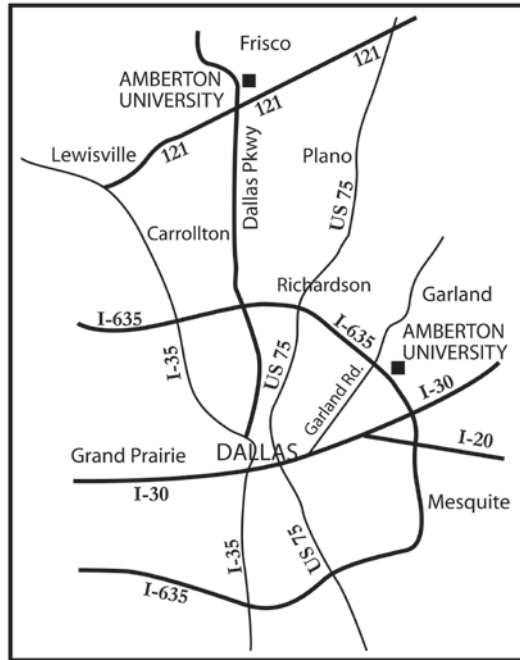 Frisco
121
AMBERTON
UNIVERSITY
121
Lewisville
121
Dallas Pkwy
Plano
US 75
Carrollton
Richardson
Garland
I-635
I-635
AMBERTON
UNIVERSITY
I-35
US 75
Garland Rd.
I-30
I-20
Grand Prairie
DALLAS
I-30
Mesquite
I-35
US 75
I-635